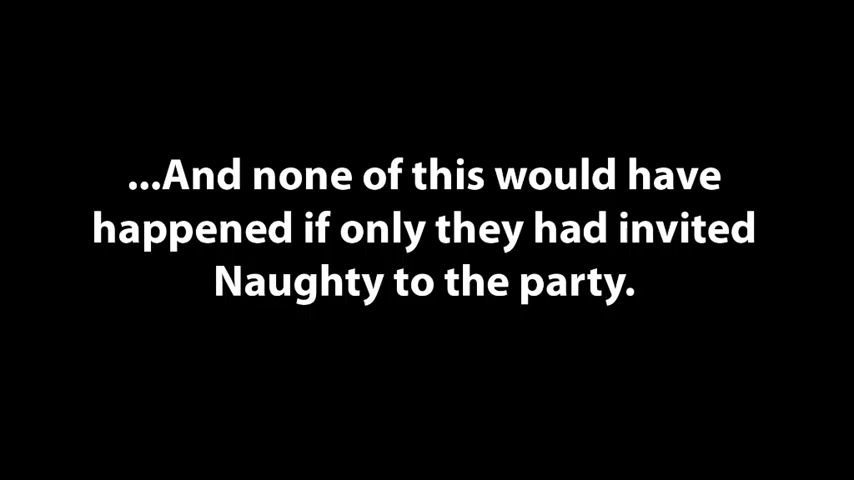 ...And none of this would have
happened if only they had invited
Naughty to the party.